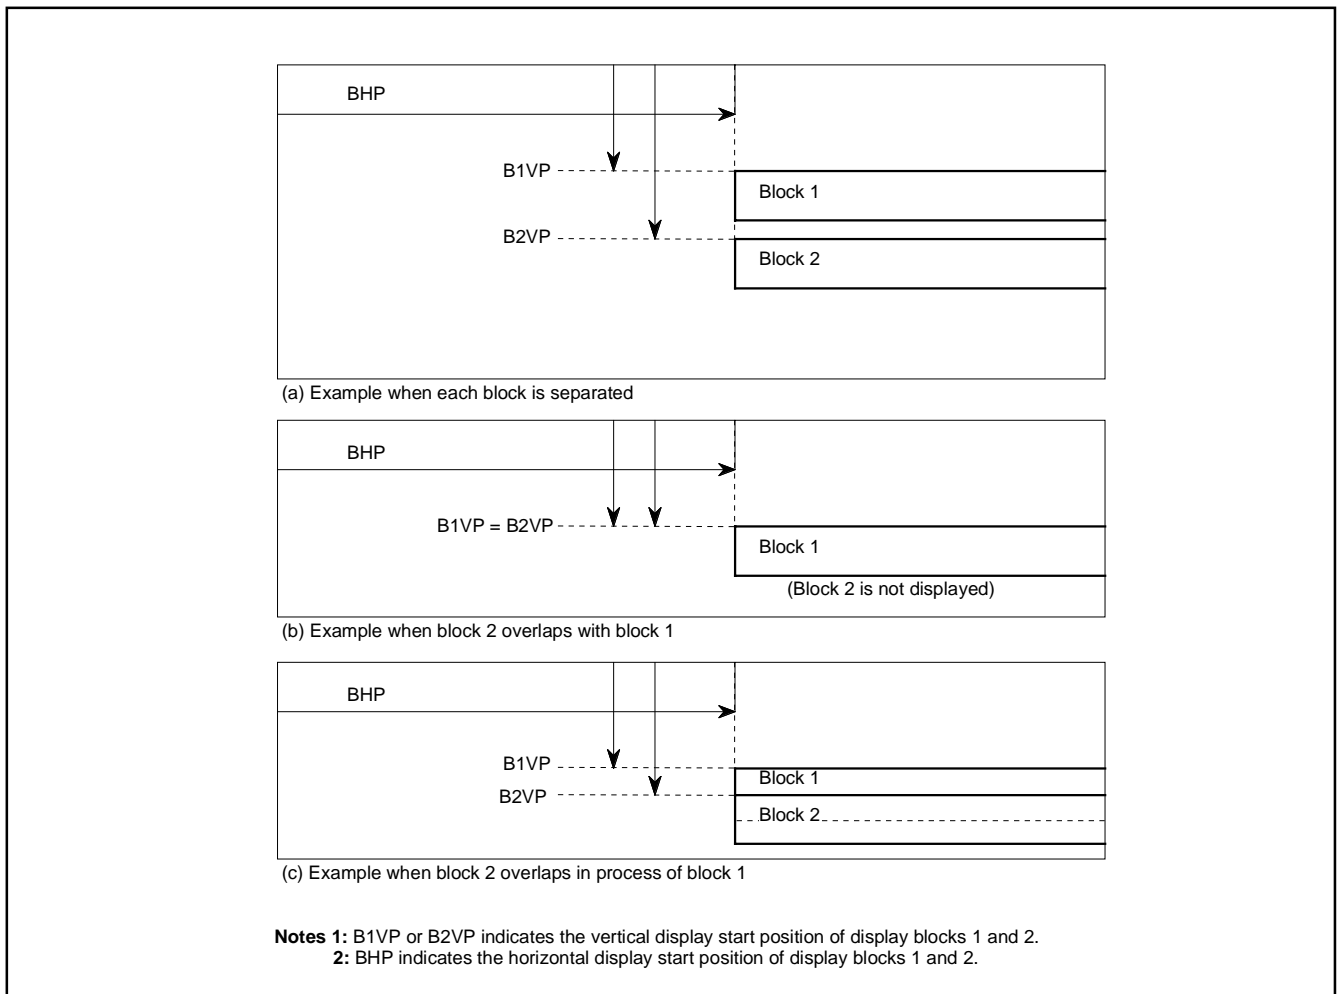 BHP
B1VP
Block 1
B2VP
Block 2
(a) Example when each block is separated
BHP
B1VP = B2VP
Block 1
(Block 2 is not displayed)
(b) Example when block 2 overlaps with block 1
BHP
B1VP
Block 1
B2VP
Block 2
(c) Example when block 2 overlaps in process of block 1
Notes 1: B1VP or B2VP indicates the vertical display start position of display blocks 1 and 2.
2: BHP indicates the horizontal display start position of display blocks 1 and 2.